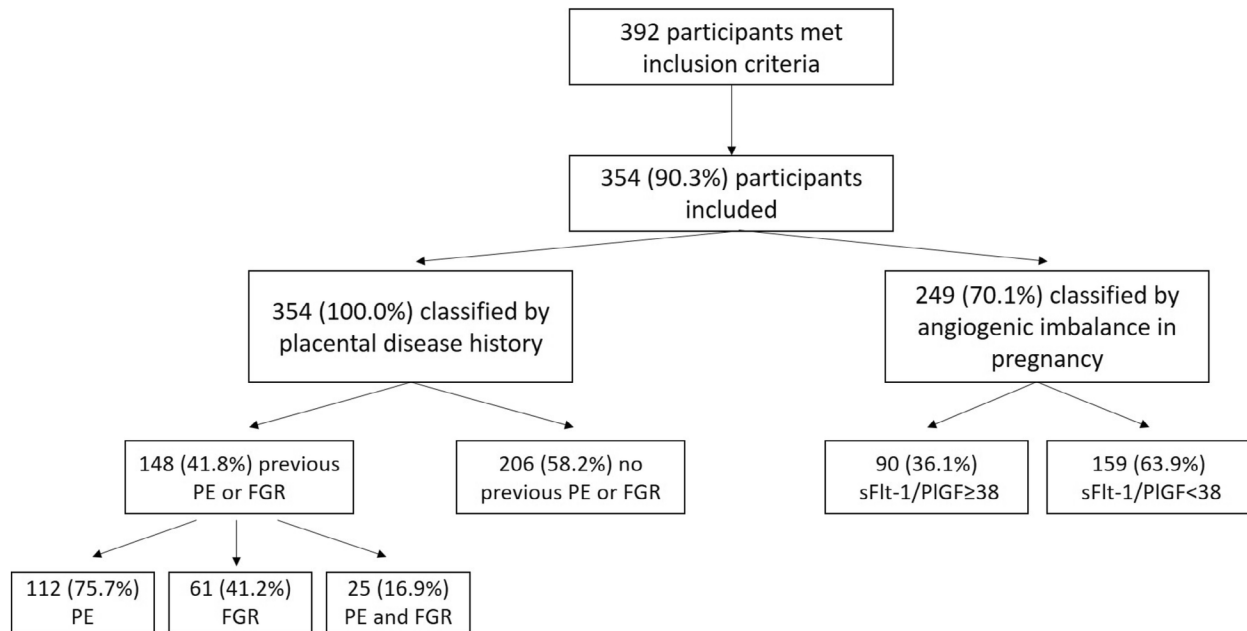 392 participants met
inclusion criteria
354 (90.3%) participants
included
354 (100.0%) classified by
placental disease history
249 (70.1%) classified by
angiogenic imbalance in
pregnancy
148 (41.8%) previous
PE or FGR
206 (58.2%) no
previous PE or FGR
90 (36.1%)
sFlt-1/PlGF≥38
159 (63.9%)
sFlt-1/PlGF<38
112 (75.7%)
PE
61 (41.2%)
FGR
25 (16.9%)
PE and FGR